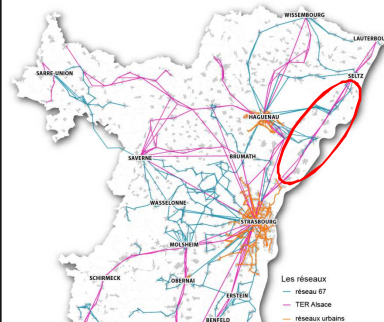 WISSEMBOURG
LAUTERBOU
SARRE-UNION
SELTZ
HAGUENAU
SAVERNE
BRUMATH
WASSELONNE
STRASBOURG
MOLSHEIM
SCHIRMECK
OBERNAI
ERSTEIN
BENFELD
Les réseaux
réseau 67
TER Alsace
réseaux urbains